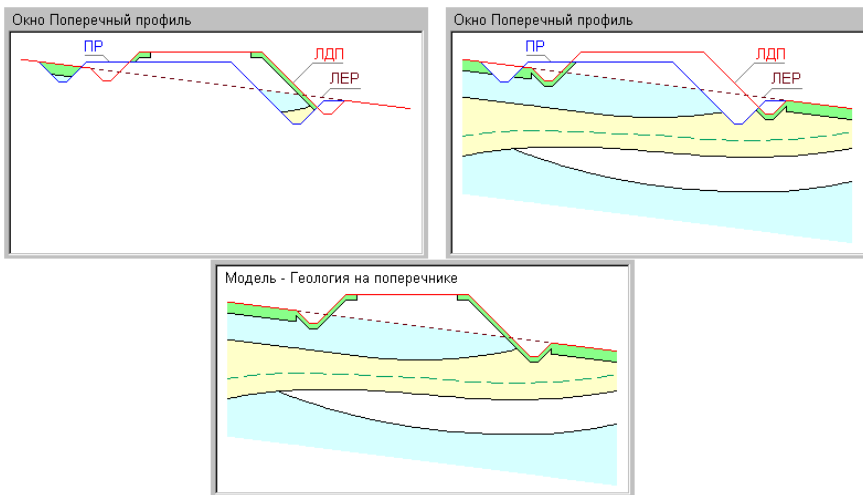 Окно Поперечный профиль
ПР
ЛДП
ЛЕР
Окно Поперечный профиль
ПР
ЛДП
ЛЕР
Модель - Геология на поперечнике